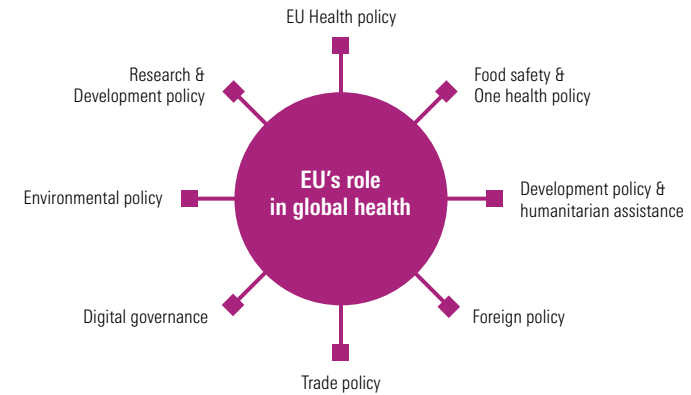 EU Health policy
Research &
Development policy
Food safety &
One health policy
EU's role
in global health
Environmental policy
Development policy &
humanitarian assistance
Digital governance
Foreign policy
Trade policy